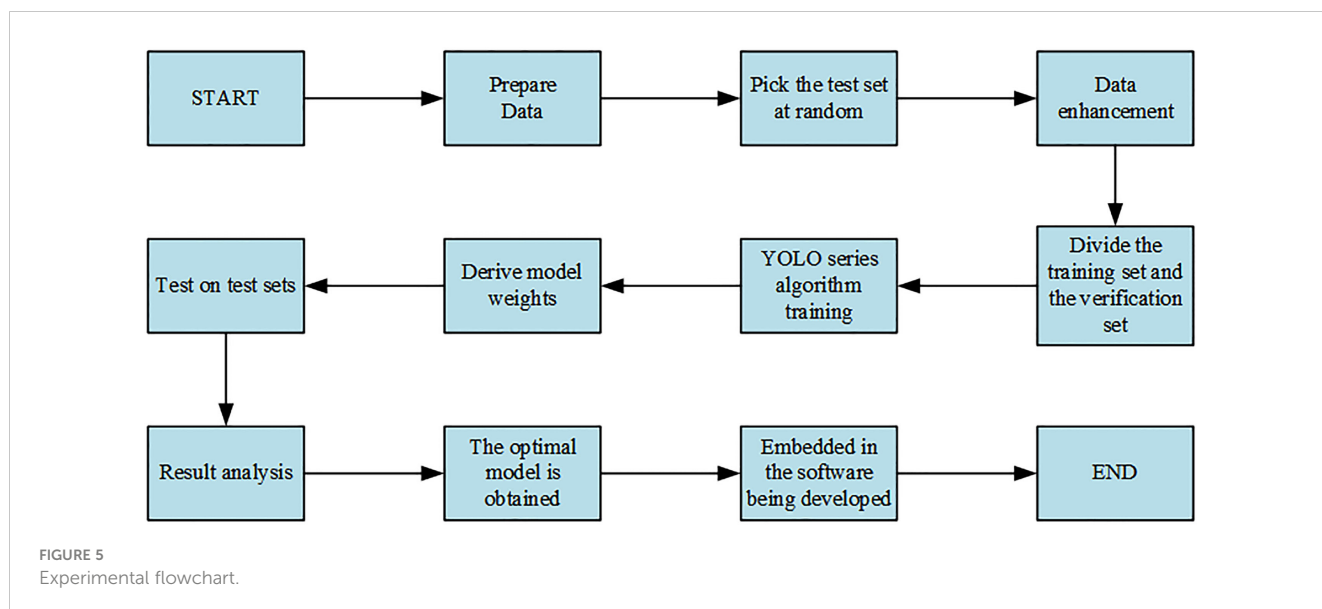 START
Prepare
Data
Pick the test set
at random
Data
enhancement
Divide the
training set and
the verification
set
YOLO series
algorithm
training
Derive model
weights
Test on test sets
Result analysis
The optimal
model is
obtained
Embedded in
the software
being developed
END
FIGURE 5
Experimental flowchart.